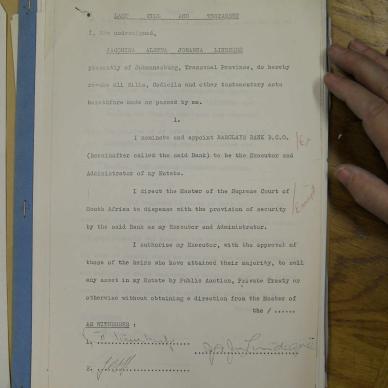 LAST WILL AND TESTAMENT
I, the undersigned,
JACOMINA ALETTA JOHANNA LINDEQUE
presently of Johannesburg, Transvaal Province, do hereby
revoke all Wills, Codicils and other testamentary acts
heretofore made or passed by me.
1.
I nominate and appoint BARCLAYS BANK D.C.O.
(hereinafter called the said Bank) to be the Executor and
Administrator of my Estate.
I direct the Master of the Supreme Court of
South Africa to dispense with the provision of security
by the said Bank as my Executor and Administrator.
I authorise my Executor, with the approval of
those of the heirs who have attained their majority, to sell
any asset in my Estate by Public Auction, Private Treaty or
otherwise without obtaining a direction from the Master of
the / ......
AS WITNESSES :
1.
2.